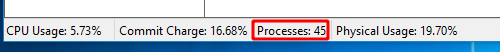 CPU Usage: 5.73% Commit Charge: 16.68% Processes: 45 Physical Usage: 19.70%